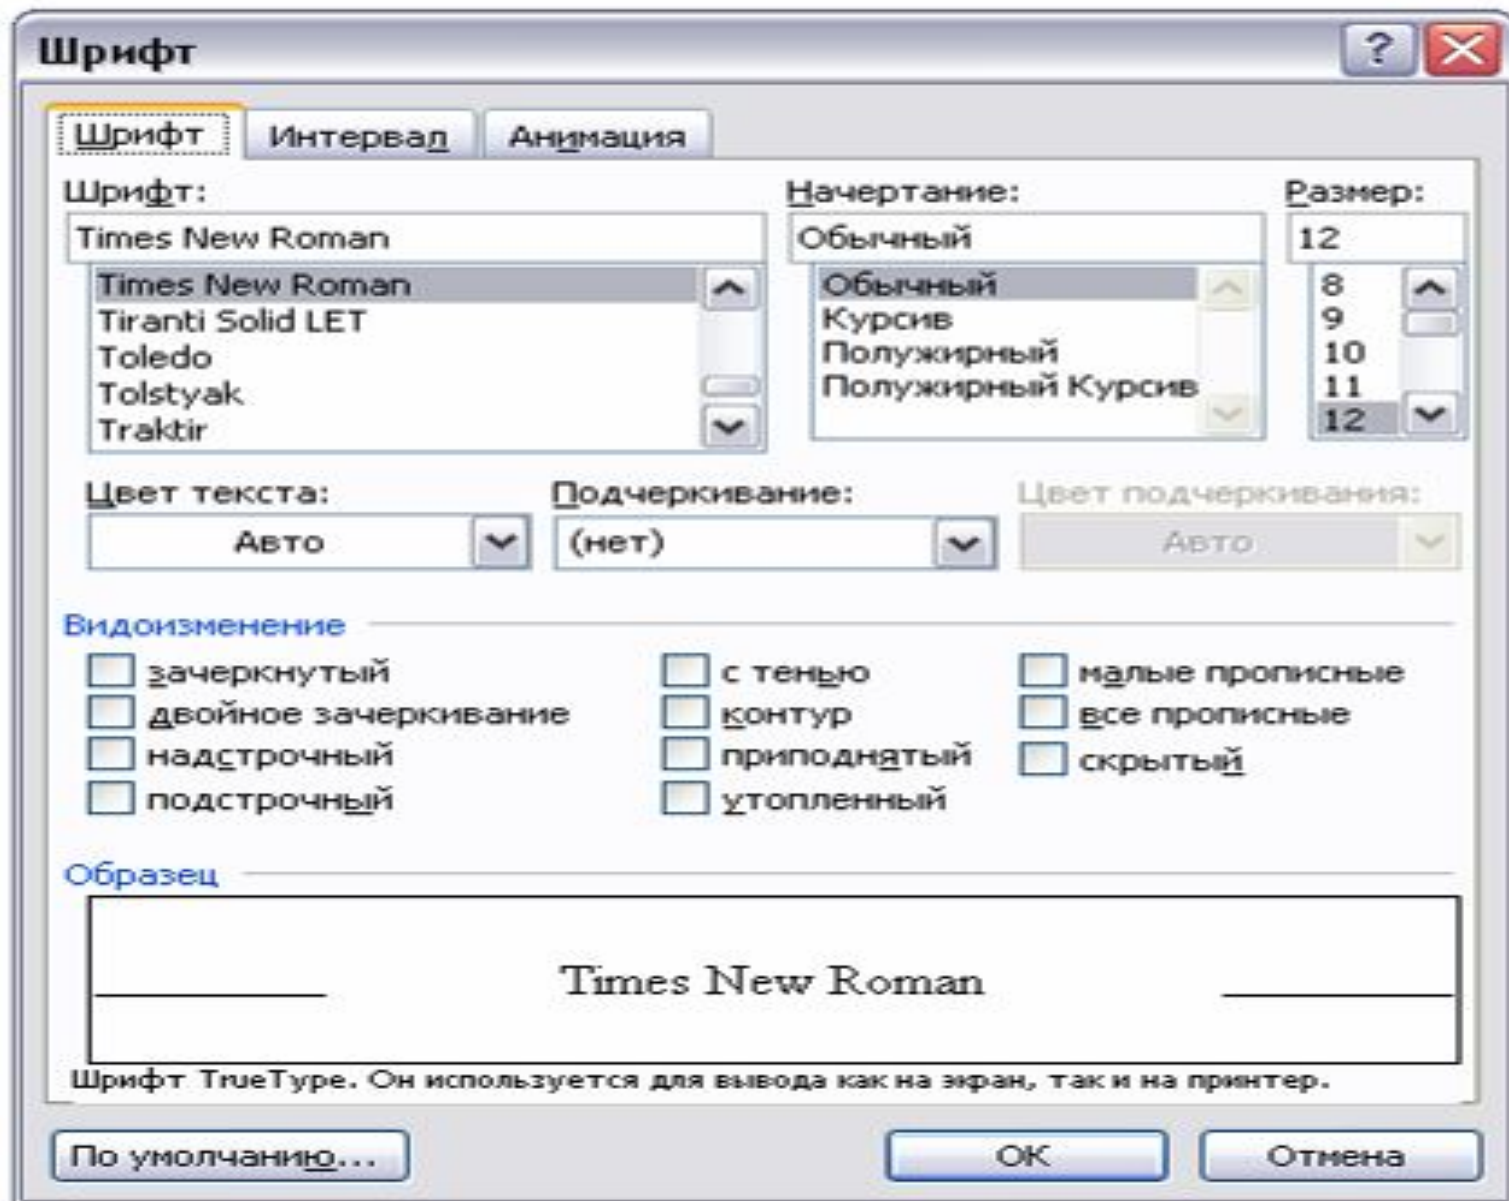 Шрифт
?
Шрифт Интервал Анимация
Шрифт: Начертание: Размер:
Times New Roman Обычный 12
Times New Roman Обычный 8
Tiranti Solid LET Курсив 9
Toledo Полужирный 10
Tolstyak Полужирный Курсив 11
Traktir 12
Цвет текста: Подчеркивание: Цвет подчеркивания:
Авто (нет) Авто
Видоизменение
зачеркнутый с тенью малые прописные
двойное зачеркивание контур все прописные
надстрочный приподнятый скрытый
подстрочный утопленный
Образец
Times New Roman
Шрифт TrueType. Он используется для вывода как на экран, так и на принтер.
По умолчанию... ОК Отмена